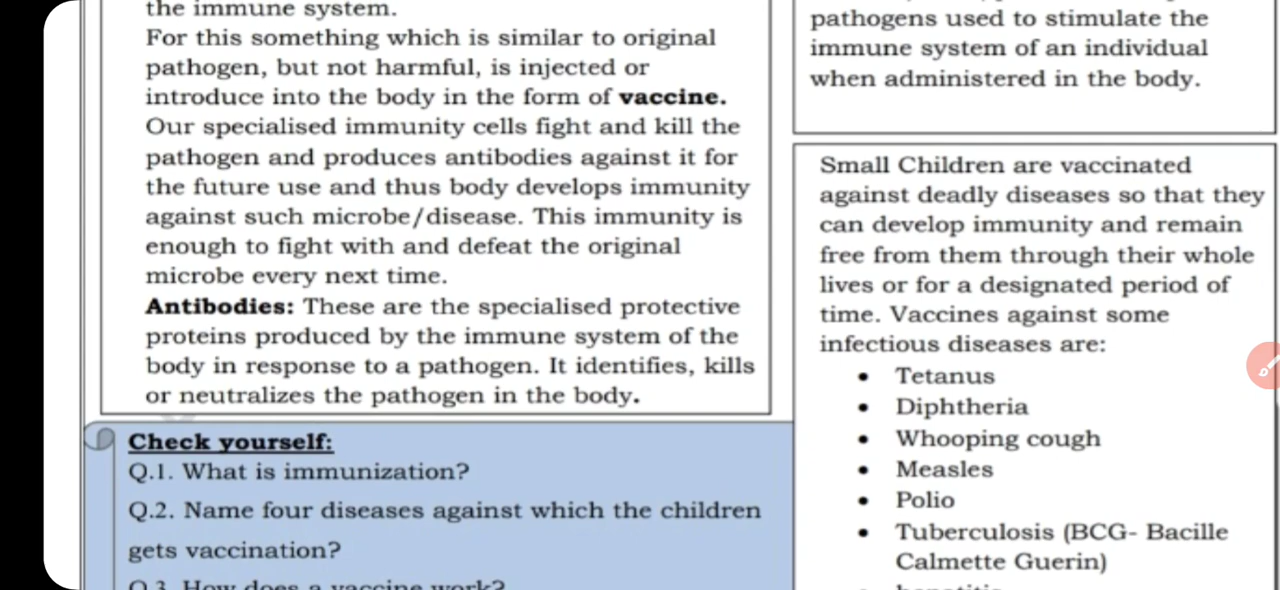 the immune system.
For this something which is similar to original
pathogen, but not harmful, is injected or
introduce into the body in the form of vaccine.
Our specialised immunity cells fight and kill the
pathogen and produces antibodies against it for
the future use and thus body develops immunity
against such microbe/disease. This immunity is
enough to fight with and defeat the original
microbe every next time.
Antibodies: These are the specialised protective
proteins produced by the immune system of the
body in response to a pathogen. It identifies, kills
or neutralizes the pathogen in the body.
Check yourself:
Q.1. What is immunization?
Q.2. Name four diseases against which the children
gets vaccination?
Q.3. How does a vaccine work?
pathogens used to stimulate the
immune system of an individual
when administered in the body.
Small Children are vaccinated
against deadly diseases so that they
can develop immunity and remain
free from them through their whole
lives or for a designated period of
time. Vaccines against some
infectious diseases are:
• Tetanus
• Diphtheria
• Whooping cough
• Measles
• Polio
• Tuberculosis (BCG- Bacille
Calmette Guerin)